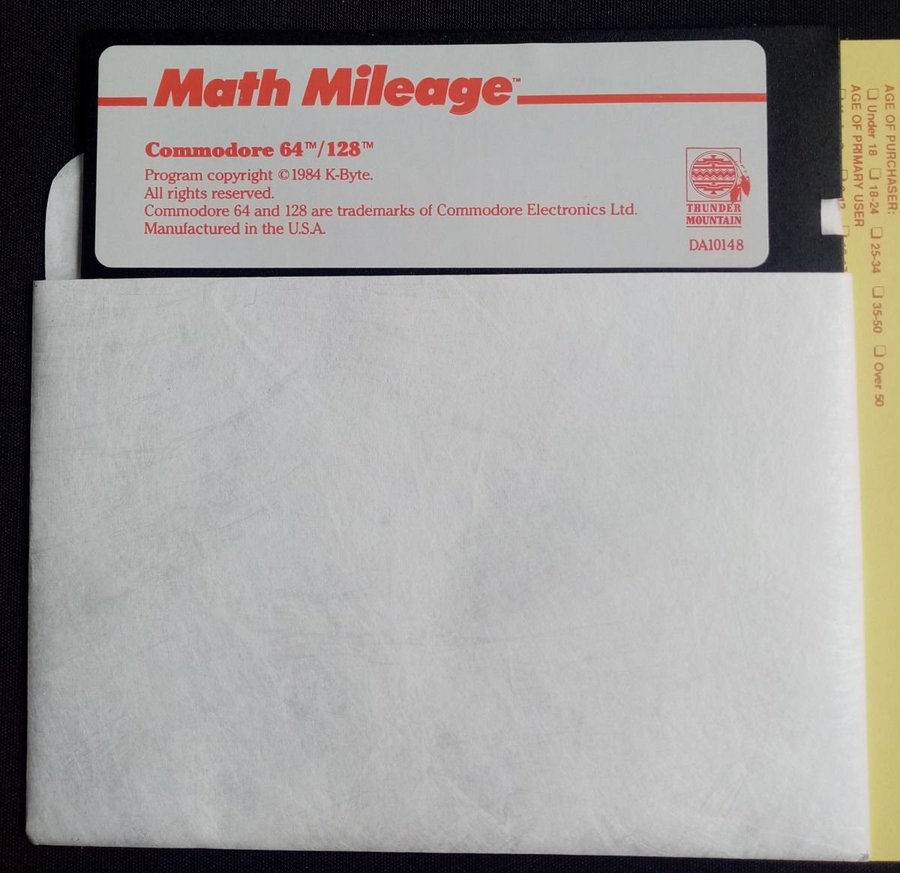 Math Mileage™
Commodore 64™/128™
Program copyright ©1984 K-Byte.
All rights reserved.
Commodore 64 and 128 are trademarks of Commodore Electronics Ltd.
Manufactured in the U.S.A.
THUNDER
MOUNTAIN
DA10148
AGE OF PURCHASER:
☐ Under 18 ☐ 18-24 ☐ 25-34 ☐ 35-50 ☐ Over 50
AGE OF PRIMARY USER